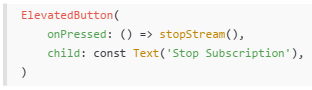 ElevatedButton(
    onPressed: () => stopStream(),
    child: const Text('Stop Subscription'),
)